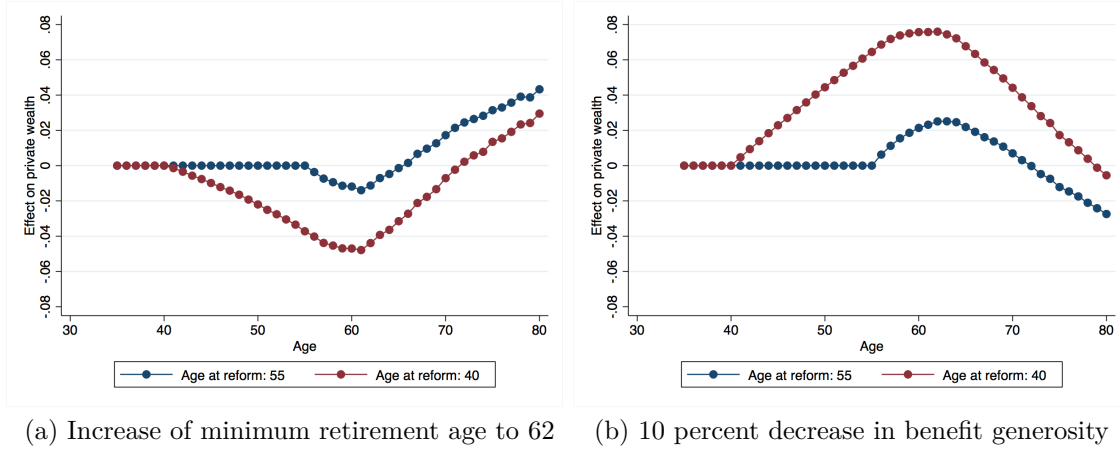 Effect on private wealth
.08
.06
.04
.02
0
-.02
-.04
-.06
-.08
30 40 50 60 70 80
Age
Age at reform: 55 Age at reform: 40
(a) Increase of minimum retirement age to 62
Effect on private wealth
.08
.06
.04
.02
0
-.02
-.04
-.06
-.08
30 40 50 60 70 80
Age
Age at reform: 55 Age at reform: 40
(b) 10 percent decrease in benefit generosity